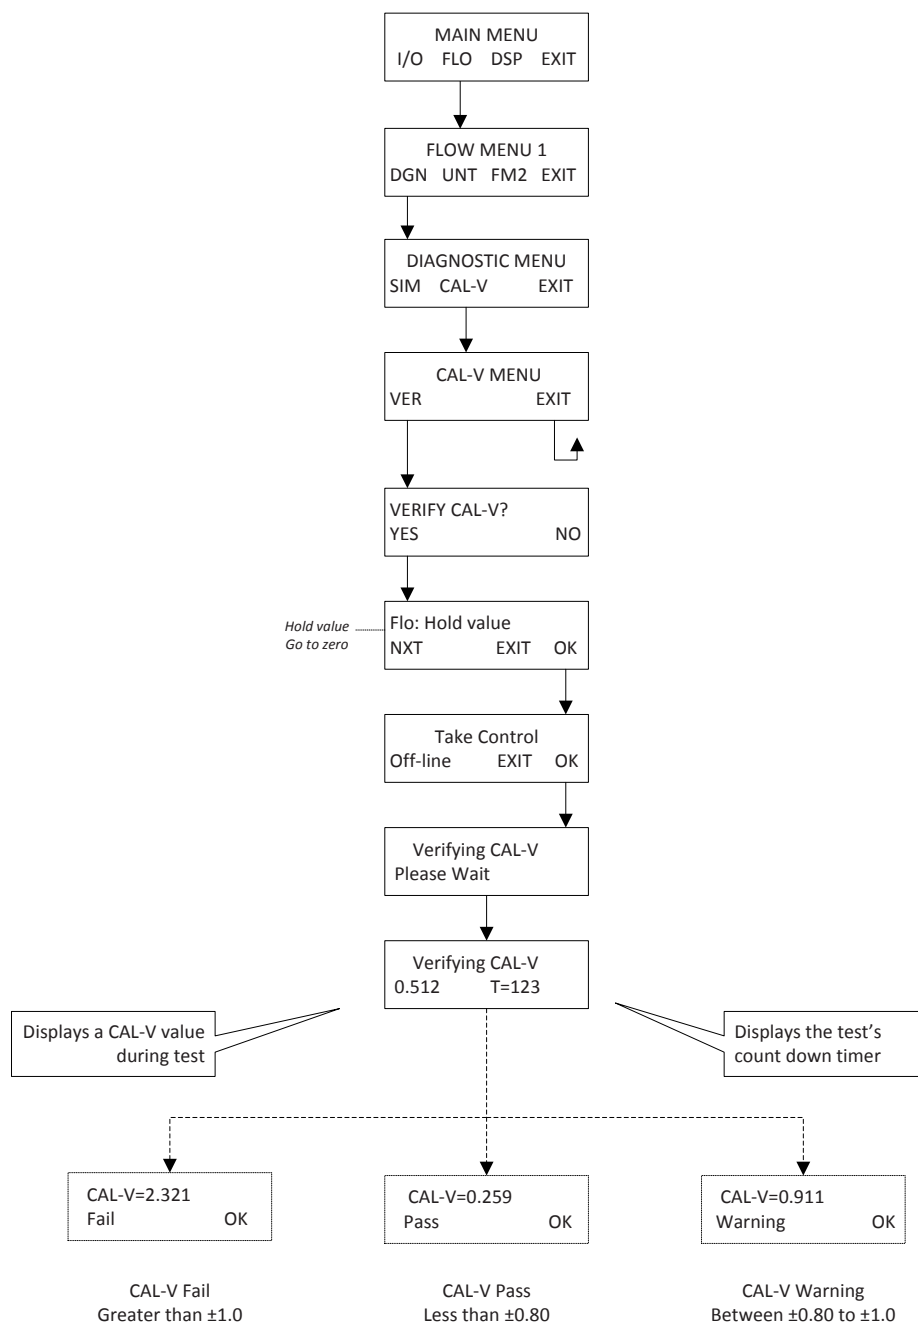 MAIN MENU
I/O FLO DSP EXIT
FLOW MENU 1
DGN UNT FM2 EXIT
DIAGNOSTIC MENU
SIM CAL-V EXIT
CAL-V MENU
VER EXIT
VERIFY CAL-V?
YES NO
Hold value
Go to zero
Flo: Hold value
NXT EXIT OK
Take Control
Off-line EXIT OK
Verifying CAL-V
Please Wait
Verifying CAL-V
0.512 T=123
Displays a CAL-V value
during test
Displays the test's
count down timer
CAL-V=2.321
Fail OK
CAL-V=0.259
Pass OK
CAL-V=0.911
Warning OK
CAL-V Fail
Greater than ±1.0
CAL-V Pass
Less than ±0.80
CAL-V Warning
Between ±0.80 to ±1.0